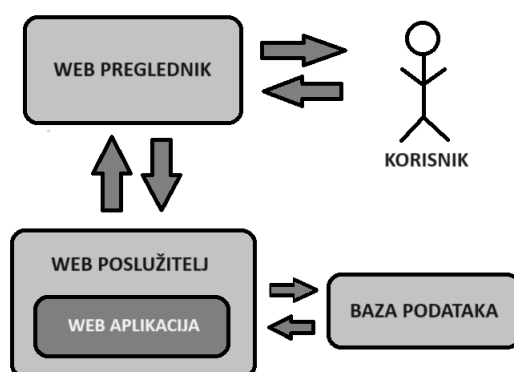 WEB PREGLEDNIK
KORISNIK
WEB POSLUŽITELJ
WEB APLIKACIJA
BAZA PODATAKA